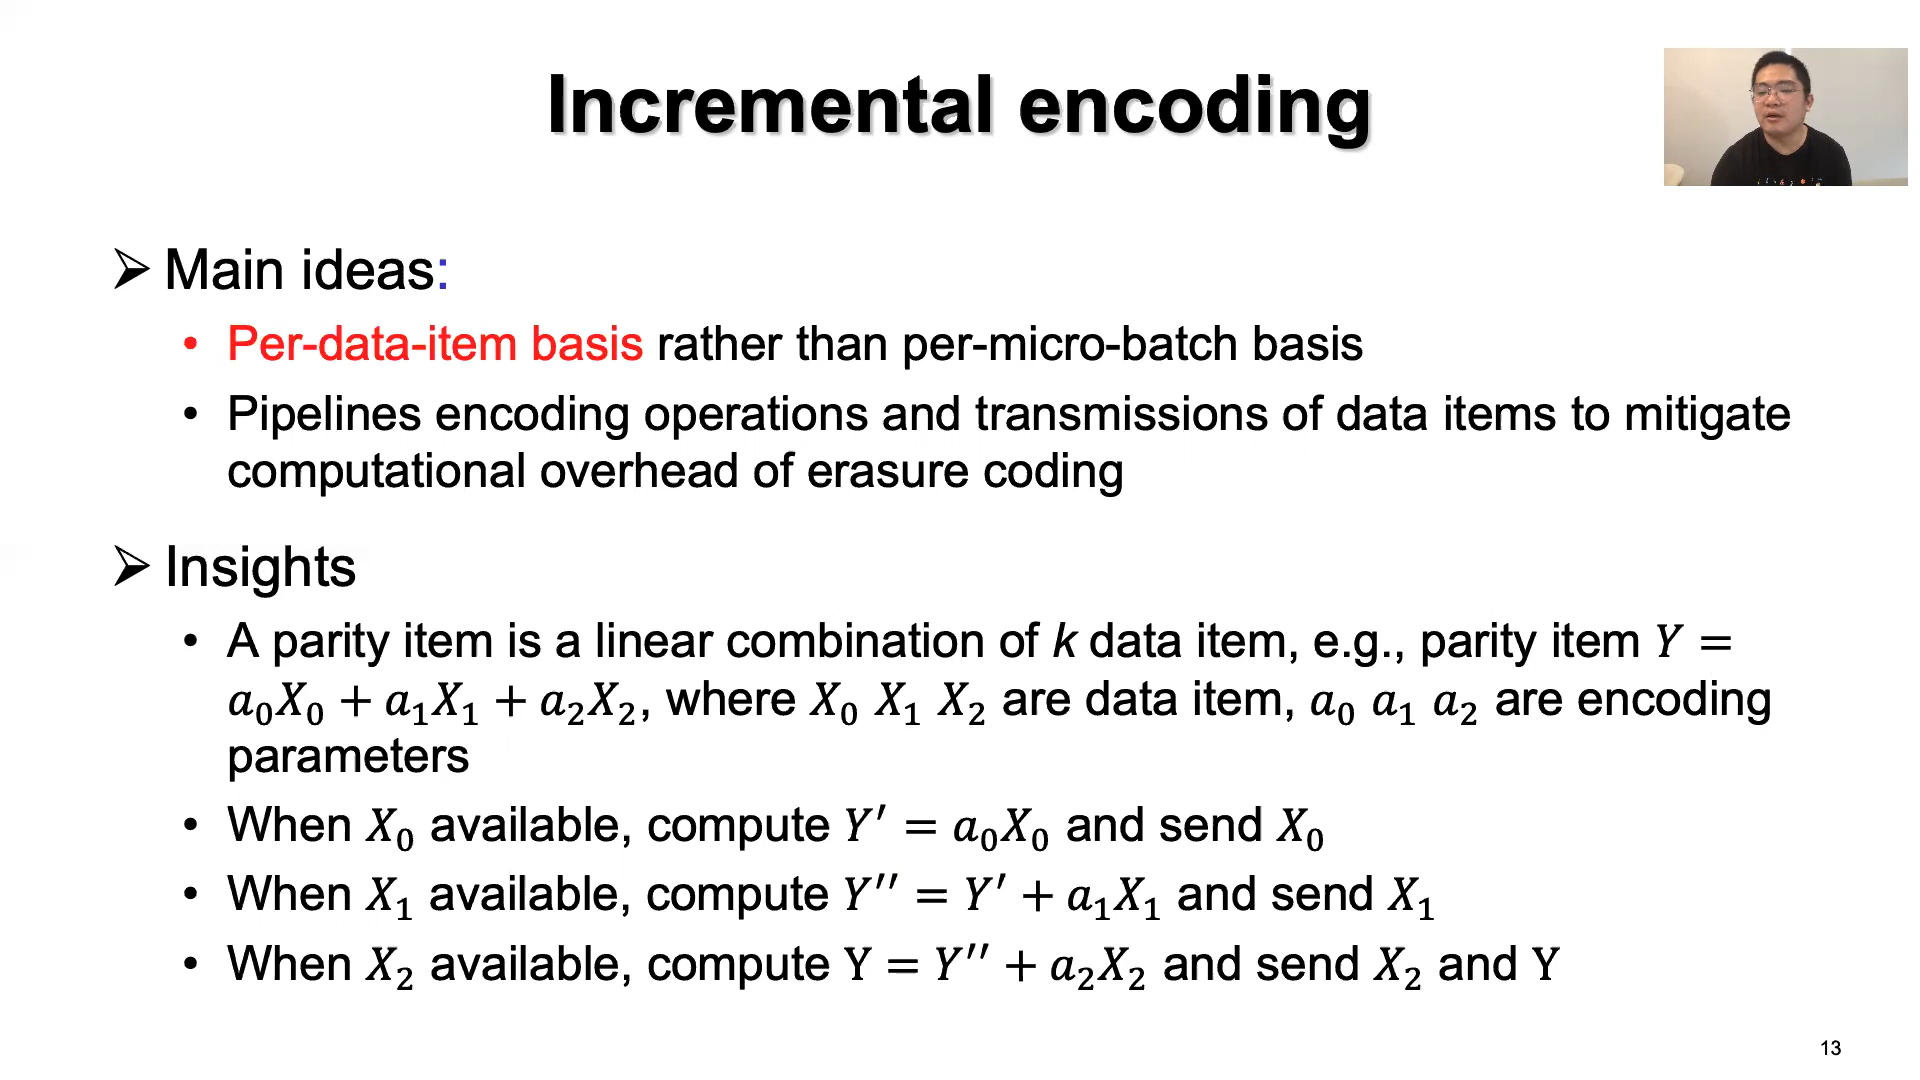 Incremental encoding
➢ Main ideas:
• Per-data-item basis rather than per-micro-batch basis
• Pipelines encoding operations and transmissions of data items to mitigate
computational overhead of erasure coding
➢ Insights
• A parity item is a linear combination of k data item, e.g., parity item Y =
a₀X₀ + a₁X₁ + a₂X₂, where X₀ X₁ X₂ are data item, a₀ a₁ a₂ are encoding
parameters
• When X₀ available, compute Y′ = a₀X₀ and send X₀
• When X₁ available, compute Y′′ = Y′ + a₁X₁ and send X₁
• When X₂ available, compute Y = Y′′ + a₂X₂ and send X₂ and Y
13